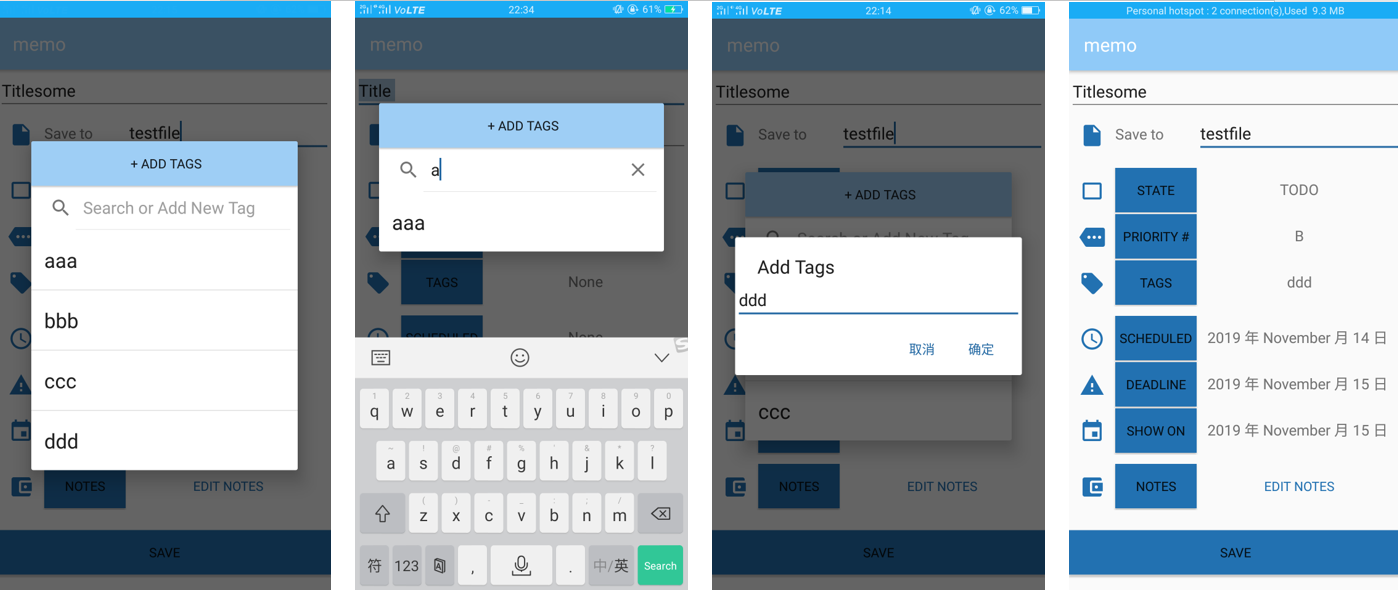 memo
Titlesome
Save to testfile
+ ADD TAGS
Search or Add New Tag
aaa
bbb
ccc
ddd
NOTES EDIT NOTES
SAVE
VoLTE 22:34 61%
memo
Title
+ ADD TAGS
a
aaa
TAGS None
SCHEDULED None
1 2 3 4 5 6 7 8 9 0
q w e r t y u i o p
~ ! @ # % ' & * ?
a s d f g h j k l
( ) - _ : ; /
z x c v b n m
符 123 , . 中/英 Search
VoLTE 22:14 62%
memo
Titlesome
Save to testfile
+ ADD TAGS
Search or Add New Tag
Add Tags
ddd
取消 确定
ccc
NOTES EDIT NOTES
SAVE
Personal hotspot : 2 connection(s),Used 9.3 MB
memo
Titlesome
Save to testfile
STATE TODO
PRIORITY # B
TAGS ddd
SCHEDULED 2019 年 November 月 14 日
DEADLINE 2019 年 November 月 15 日
SHOW ON 2019 年 November 月 15 日
NOTES EDIT NOTES
SAVE